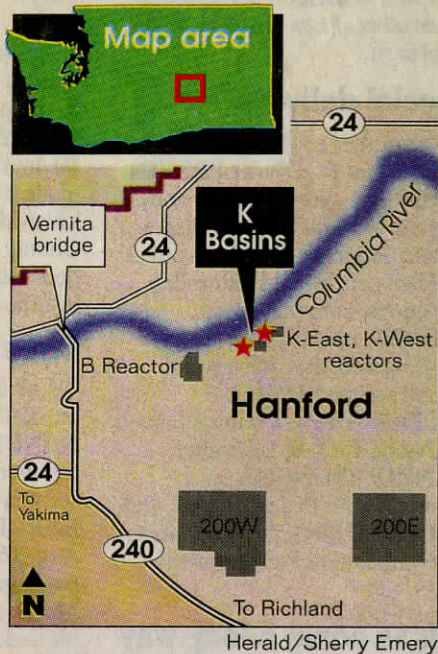 Map area
24
Vernita
bridge
24
K
Basins
Columbia River
K-East, K-West
reactors
B Reactor
Hanford
24
To
Yakima
200W
200E
240
N
To Richland
Herald/Sherry Emery